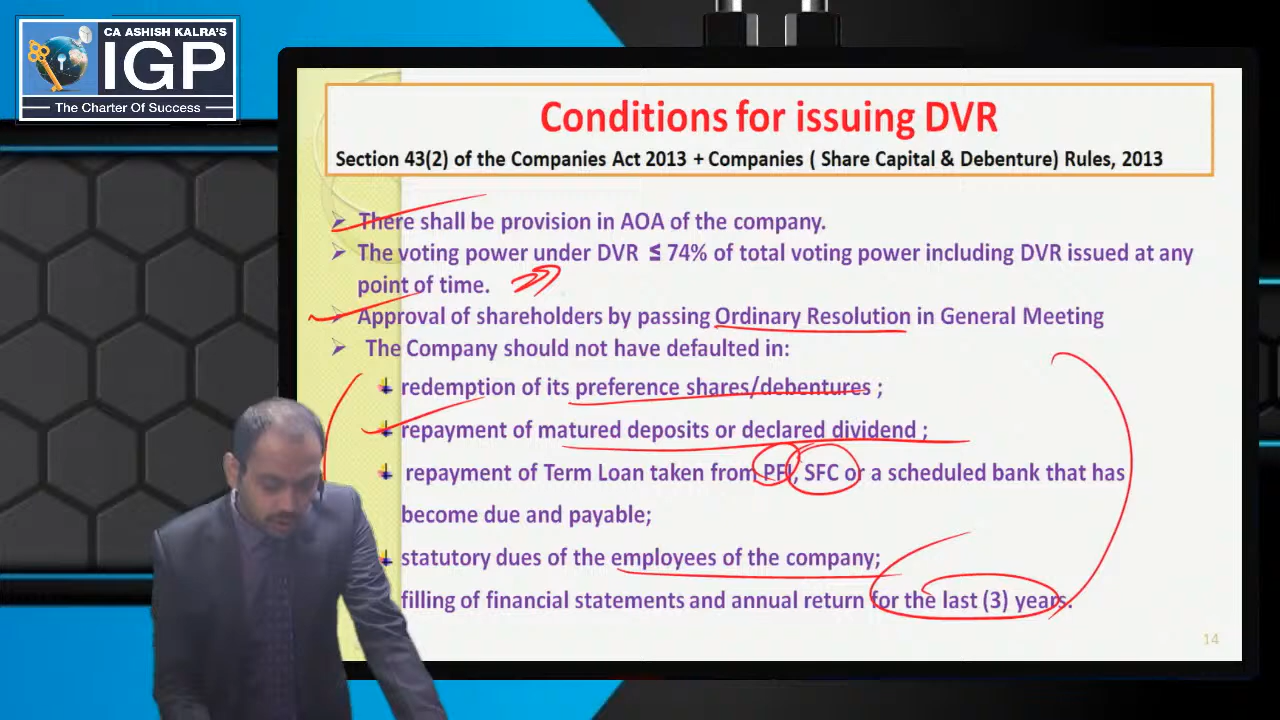 CA ASHISH KALRA'S
IGP
The Charter Of Success
Conditions for issuing DVR
Section 43(2) of the Companies Act 2013 + Companies ( Share Capital & Debenture) Rules, 2013
There shall be provision in AOA of the company.
The voting power under DVR ≤ 74% of total voting power including DVR issued at any
point of time.
Approval of shareholders by passing Ordinary Resolution in General Meeting
The Company should not have defaulted in:
redemption of its preference shares/debentures ;
repayment of matured deposits or declared dividend ;
repayment of Term Loan taken from PFI, SFC or a scheduled bank that has
become due and payable;
statutory dues of the employees of the company;
filling of financial statements and annual return for the last (3) years.
14